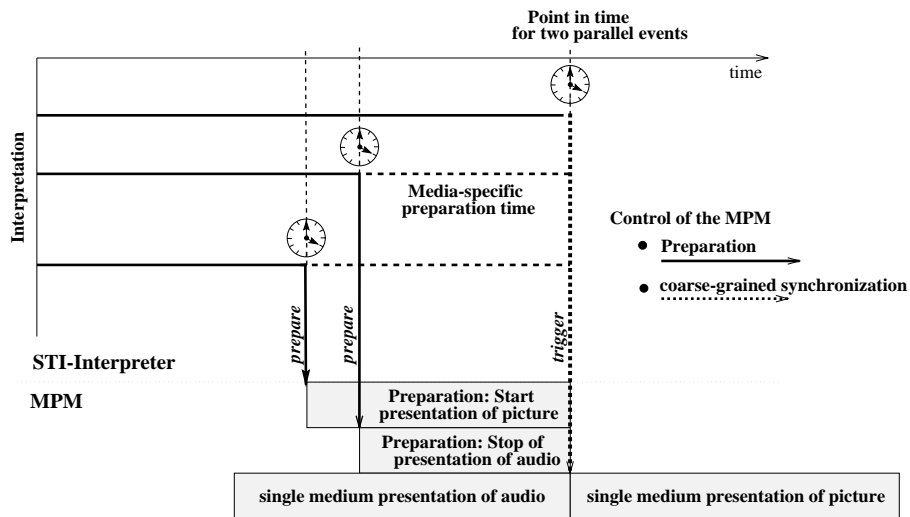 Point in time
for two parallel events
time
Interpretation
Media-specific
preparation time
Control of the MPM
Preparation
coarse-grained synchronization
prepare
prepare
trigger
STI-Interpreter
MPM
Preparation: Start
presentation of picture
Preparation: Stop of
presentation of audio
single medium presentation of audio
single medium presentation of picture